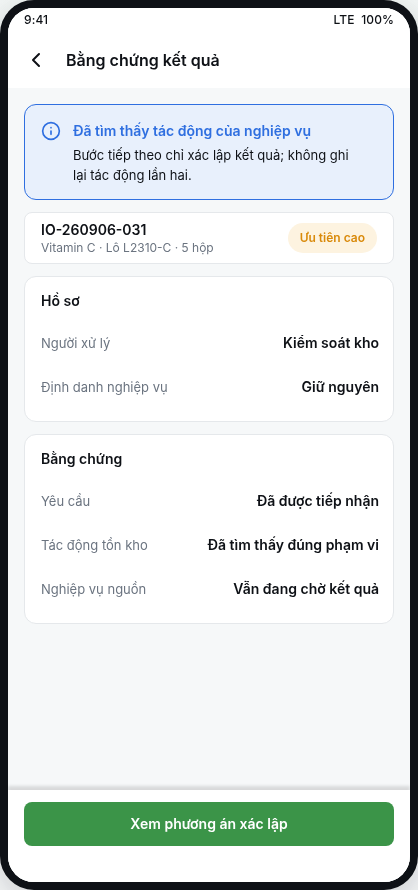 9:41
LTE 100%
Bằng chứng kết quả
Đã tìm thấy tác động của nghiệp vụ
Bước tiếp theo chỉ xác lập kết quả; không ghi
lại tác động lần hai.
IO-260906-031
Ưu tiên cao
Vitamin C · Lô L2310-C · 5 hộp
Hồ sơ
Người xử lý
Kiểm soát kho
Định danh nghiệp vụ
Giữ nguyên
Bằng chứng
Yêu cầu
Đã được tiếp nhận
Tác động tồn kho
Đã tìm thấy đúng phạm vi
Nghiệp vụ nguồn
Vẫn đang chờ kết quả
Xem phương án xác lập